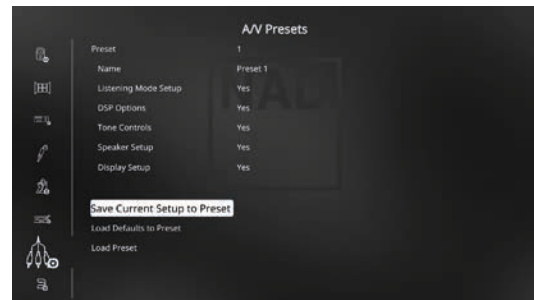 A/V Presets
Preset 1
Name Preset 1
Listening Mode Setup Yes
DSP Options Yes
Tone Controls Yes
Speaker Setup Yes
Display Setup Yes
Save Current Setup to Preset
Load Defaults to Preset
Load Preset
NAD